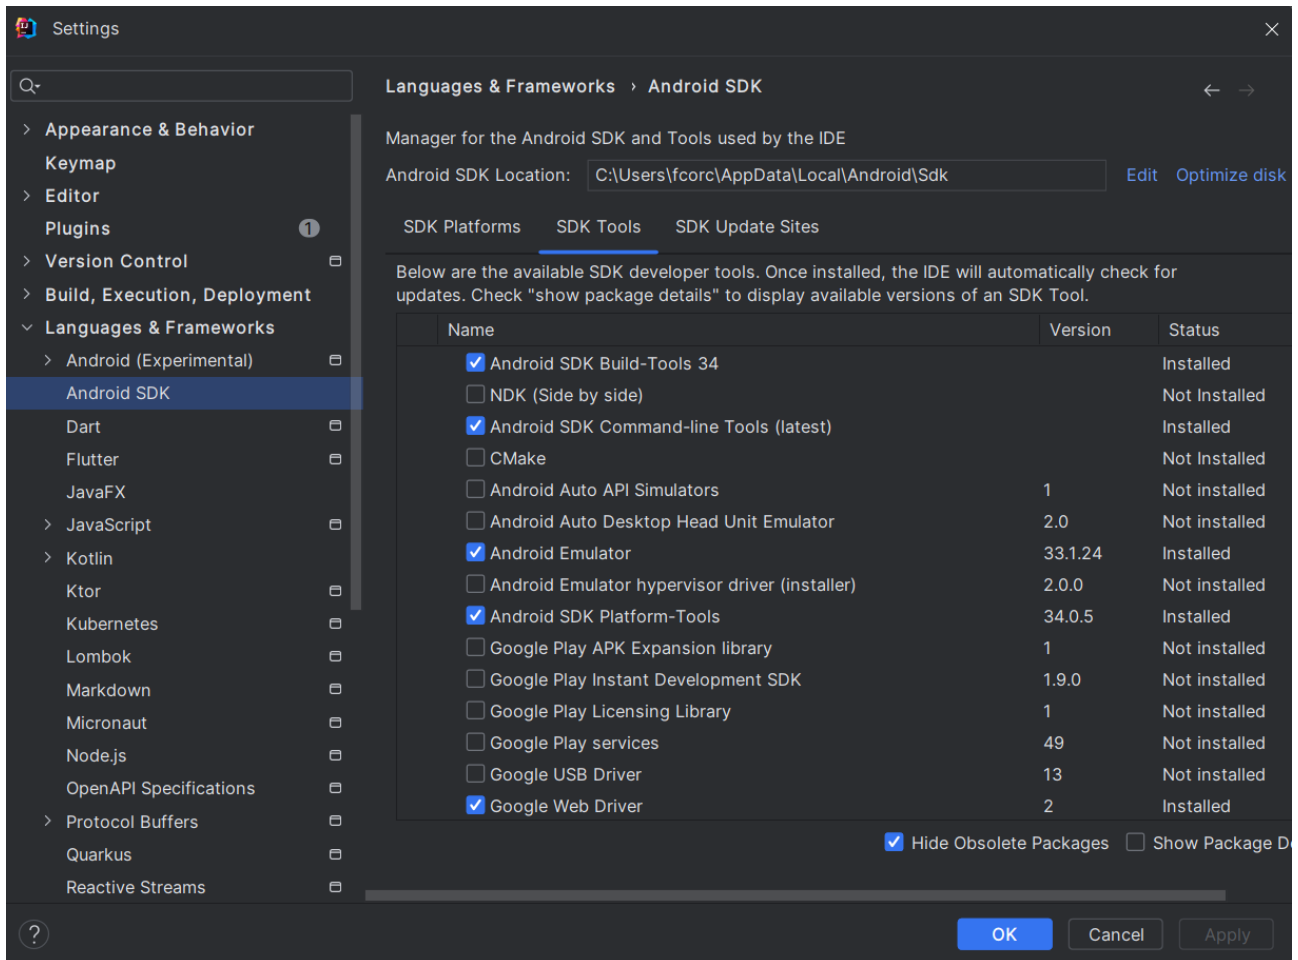 Settings
Languages & Frameworks › Android SDK
Appearance & Behavior
Keymap
Editor
Plugins 1
Version Control
Build, Execution, Deployment
Languages & Frameworks
Android (Experimental)
Android SDK
Dart
Flutter
JavaFX
JavaScript
Kotlin
Ktor
Kubernetes
Lombok
Markdown
Micronaut
Node.js
OpenAPI Specifications
Protocol Buffers
Quarkus
Reactive Streams
Manager for the Android SDK and Tools used by the IDE
Android SDK Location: C:\Users\fcorc\AppData\Local\Android\Sdk Edit Optimize disk
SDK Platforms SDK Tools SDK Update Sites
Below are the available SDK developer tools. Once installed, the IDE will automatically check for
updates. Check "show package details" to display available versions of an SDK Tool.
Name Version Status
Android SDK Build-Tools 34 Installed
NDK (Side by side) Not Installed
Android SDK Command-line Tools (latest) Installed
CMake Not Installed
Android Auto API Simulators 1 Not installed
Android Auto Desktop Head Unit Emulator 2.0 Not installed
Android Emulator 33.1.24 Installed
Android Emulator hypervisor driver (installer) 2.0.0 Not installed
Android SDK Platform-Tools 34.0.5 Installed
Google Play APK Expansion library 1 Not installed
Google Play Instant Development SDK 1.9.0 Not installed
Google Play Licensing Library 1 Not installed
Google Play services 49 Not installed
Google USB Driver 13 Not installed
Google Web Driver 2 Installed
Hide Obsolete Packages Show Package
? OK Cancel Apply